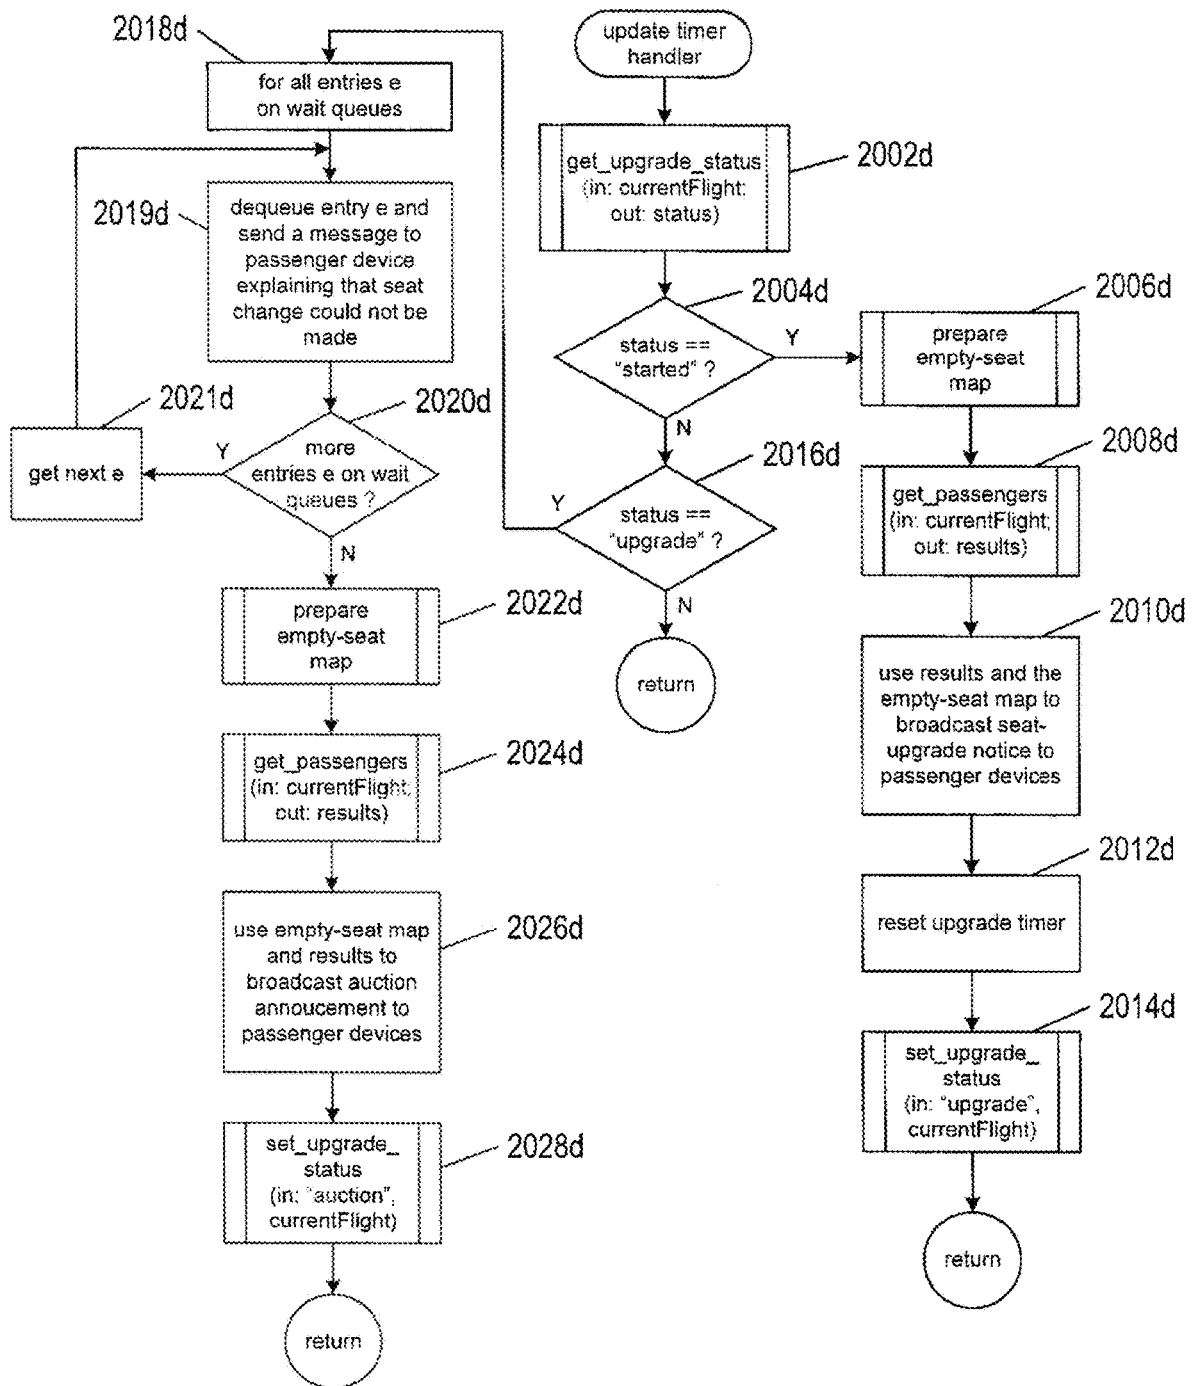 update timer
handler
get_upgrade_status
(in: currentFlight;
out: status)
2002d
status ==
"started" ?
2004d
Y
N
prepare
empty-seat
map
2006d
get_passengers
(in: currentFlight;
out: results)
2008d
use results and the
empty-seat map to
broadcast seat-
upgrade notice to
passenger devices
2010d
reset upgrade timer
2012d
set_upgrade_
status
(in: "upgrade",
currentFlight)
2014d
return
status ==
"upgrade" ?
2016d
Y
N
return
2018d
for all entries e
on wait queues
2019d
dequeue entry e and
send a message to
passenger device
explaining that seat
change could not be
made
2020d
more
entries e on wait
queues ?
Y
N
2021d
get next e
prepare
empty-seat
map
2022d
get_passengers
(in: currentFlight;
out: results)
2024d
use empty-seat map
and results to
broadcast auction
annoucement to
passenger devices
2026d
set_upgrade_
status
(in: "auction",
currentFlight)
2028d
return